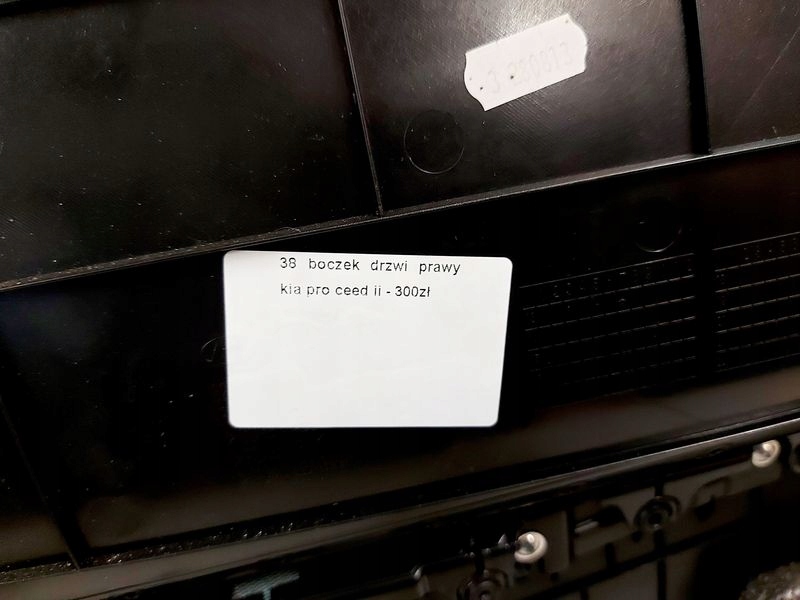 38 boczek drzwi prawy
kia pro ceed ii - 300zł